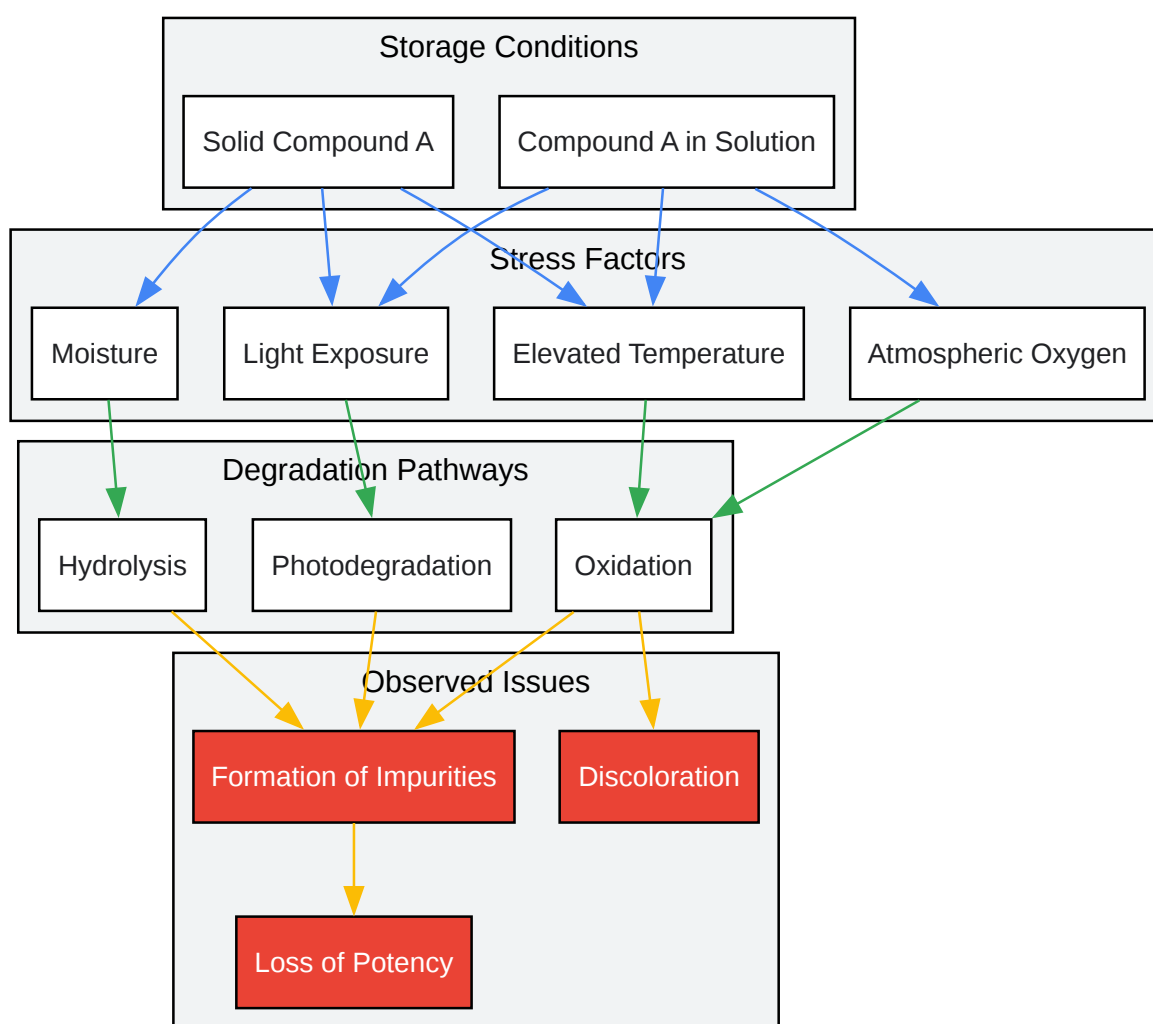 Storage Conditions
Solid Compound A
Compound A in Solution
Stress Factors
Moisture
Light Exposure
Elevated Temperature
Atmospheric Oxygen
Degradation Pathways
Hydrolysis
Photodegradation
Oxidation
Observed Issues
Formation of Impurities
Discoloration
Loss of Potency